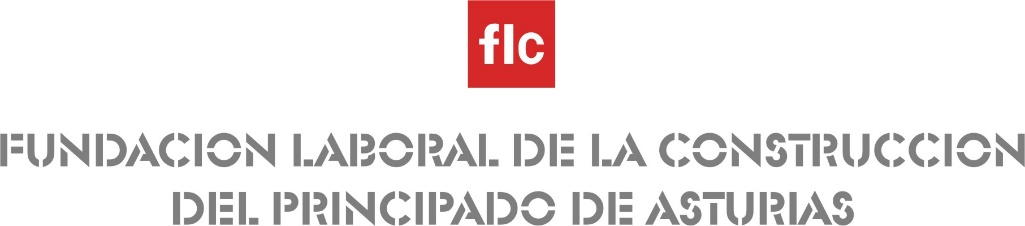 flc
FUNDACION LABORAL DE LA CONSTRUCCION
DEL PRINCIPADO DE ASTURIAS